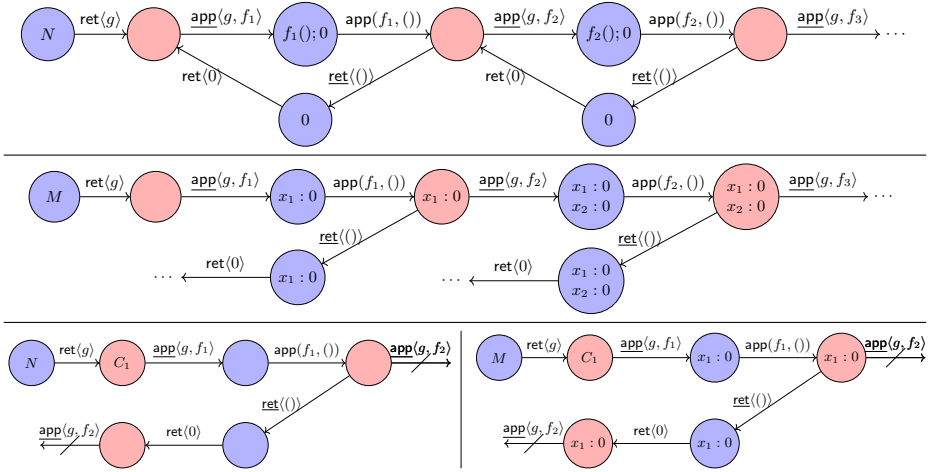 ret⟨g⟩ app⟨g, f₁⟩ app(f₁, ()) app⟨g, f₂⟩ app(f₂, ()) app⟨g, f₃⟩
N f₁(); 0 f₂(); 0 ···
ret⟨0⟩ ret⟨()⟩ ret⟨0⟩ ret⟨()⟩
0 0
ret⟨g⟩ app⟨g, f₁⟩ app(f₁, ()) app⟨g, f₂⟩ app(f₂, ()) app⟨g, f₃⟩
M x₁ : 0 x₁ : 0 x₁ : 0 x₁ : 0 ···
x₂ : 0 x₂ : 0
ret⟨()⟩ ret⟨()⟩
··· ret⟨0⟩ x₁ : 0 ··· ret⟨0⟩ x₁ : 0
x₂ : 0
ret⟨g⟩ app⟨g, f₁⟩ app(f₁, ()) app⟨g, f₂⟩
N C₁
ret⟨()⟩
app⟨g, f₂⟩ ret⟨0⟩
ret⟨g⟩ app⟨g, f₁⟩ app(f₁, ()) app⟨g, f₂⟩
M C₁ x₁ : 0 x₁ : 0
ret⟨()⟩
app⟨g, f₂⟩ ret⟨0⟩
x₁ : 0 x₁ : 0